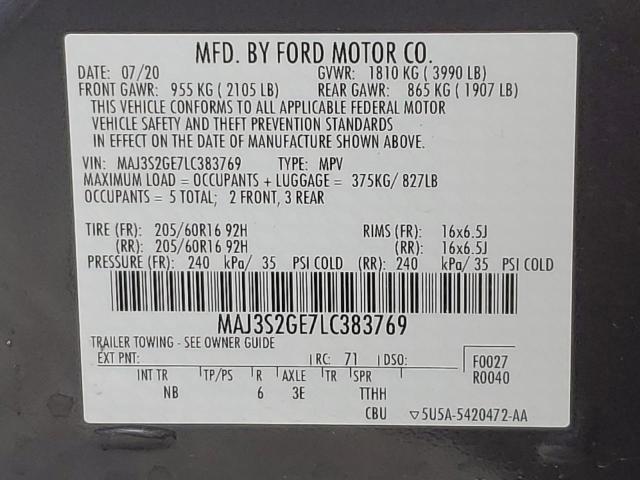 MFD. BY FORD MOTOR CO.
DATE: 07/20 GVWR: 1810 KG ( 3990 LB)
FRONT GAWR: 955 KG ( 2105 LB) REAR GAWR: 865 KG ( 1907 LB)
THIS VEHICLE CONFORMS TO ALL APPLICABLE FEDERAL MOTOR
VEHICLE SAFETY AND THEFT PREVENTION STANDARDS
IN EFFECT ON THE DATE OF MANUFACTURE SHOWN ABOVE.
VIN: MAJ3S2GE7LC383769 TYPE: MPV
MAXIMUM LOAD = OCCUPANTS + LUGGAGE = 375KG/ 827LB
OCCUPANTS = 5 TOTAL; 2 FRONT, 3 REAR
TIRE (FR): 205/60R16 92H RIMS (FR): 16x6.5J
(RR): 205/60R16 92H (RR): 16x6.5J
PRESSURE (FR): 240 kPa/ 35 PSI COLD (RR): 240 kPa/ 35 PSI COLD
MAJ3S2GE7LC383769
TRAILER TOWING - SEE OWNER GUIDE
EXT PNT: RC: 71 DSO: F0027
R0040
INT TR TP/PS R AXLE TR SPR
NB 6 3E TTHH
CBU ▽5U5A-5420472-AA